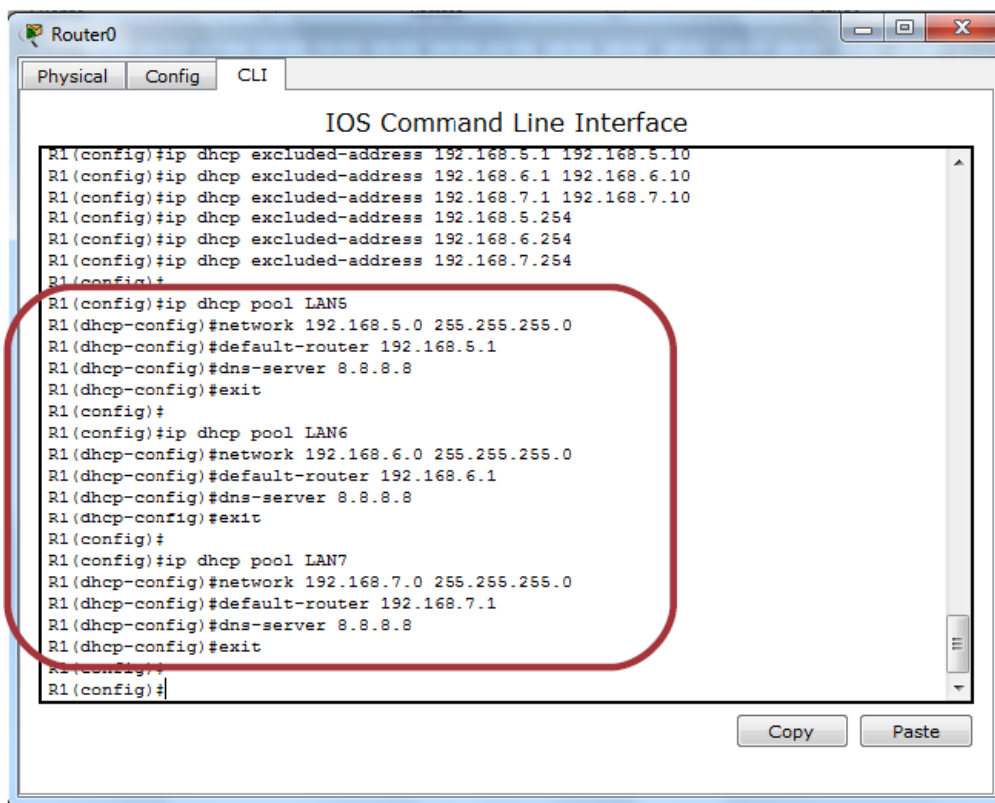 Router0
Physical Config CLI
IOS Command Line Interface
R1(config)#ip dhcp excluded-address 192.168.5.1 192.168.5.10
R1(config)#ip dhcp excluded-address 192.168.6.1 192.168.6.10
R1(config)#ip dhcp excluded-address 192.168.7.1 192.168.7.10
R1(config)#ip dhcp excluded-address 192.168.5.254
R1(config)#ip dhcp excluded-address 192.168.6.254
R1(config)#ip dhcp excluded-address 192.168.7.254
R1(config)#
R1(config)#ip dhcp pool LAN5
R1(dhcp-config)#network 192.168.5.0 255.255.255.0
R1(dhcp-config)#default-router 192.168.5.1
R1(dhcp-config)#dns-server 8.8.8.8
R1(dhcp-config)#exit
R1(config)#
R1(config)#ip dhcp pool LAN6
R1(dhcp-config)#network 192.168.6.0 255.255.255.0
R1(dhcp-config)#default-router 192.168.6.1
R1(dhcp-config)#dns-server 8.8.8.8
R1(dhcp-config)#exit
R1(config)#
R1(config)#ip dhcp pool LAN7
R1(dhcp-config)#network 192.168.7.0 255.255.255.0
R1(dhcp-config)#default-router 192.168.7.1
R1(dhcp-config)#dns-server 8.8.8.8
R1(dhcp-config)#exit
R1(config)#
R1(config)#
Copy Paste